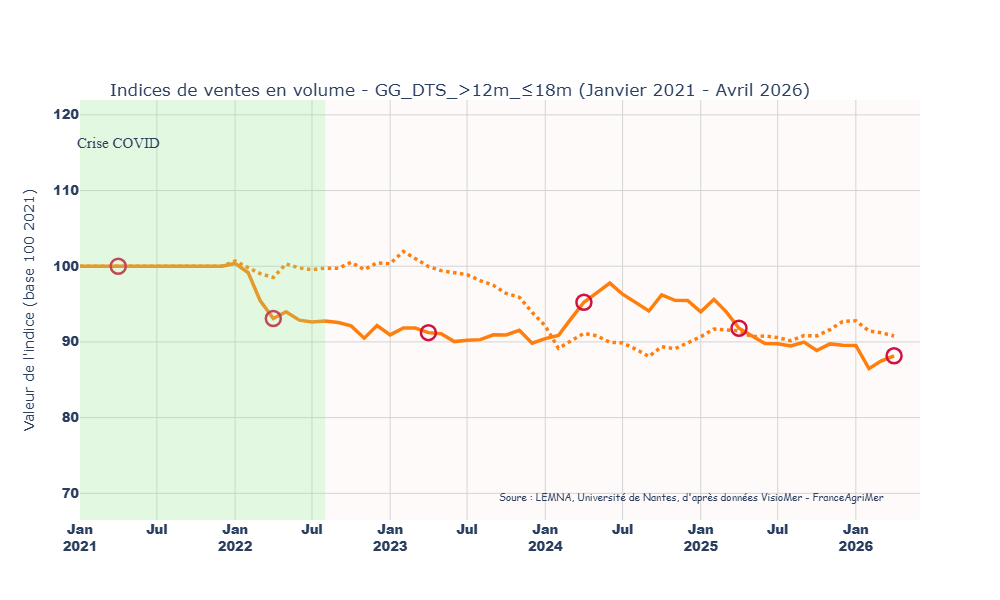 Indices de ventes en volume - GG_DTS_>12m_≤18m (Janvier 2021 - Avril 2026)
Valeur de l'indice (base 100 2021)
120
110
100
90
80
70
Crise COVID
Soure : LEMNA, Université de Nantes, d'après données VisioMer - FranceAgriMer
Jan Jul Jan Jul Jan Jul Jan Jul Jan Jul Jan
2021 2022 2023 2024 2025 2026